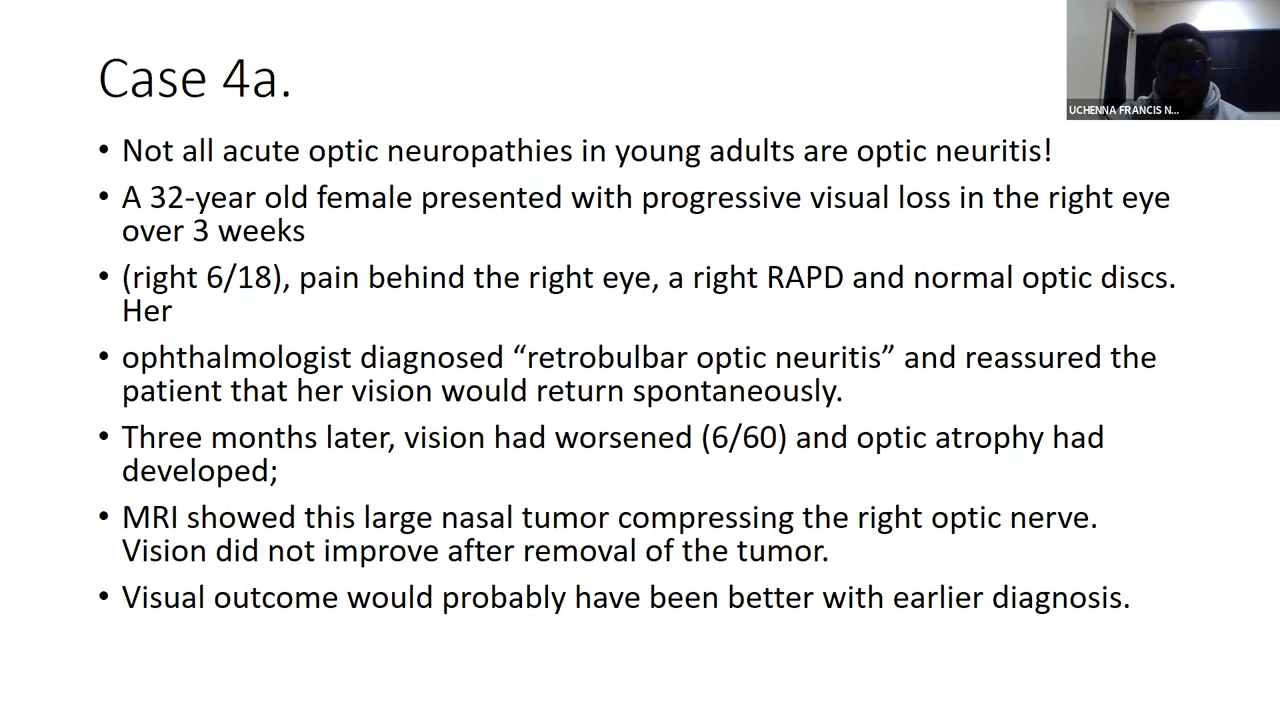 Case 4a.
UCHENNA FRANCIS N...
• Not all acute optic neuropathies in young adults are optic neuritis!
• A 32-year old female presented with progressive visual loss in the right eye
over 3 weeks
• (right 6/18), pain behind the right eye, a right RAPD and normal optic discs.
Her
• ophthalmologist diagnosed “retrobulbar optic neuritis” and reassured the
patient that her vision would return spontaneously.
• Three months later, vision had worsened (6/60) and optic atrophy had
developed;
• MRI showed this large nasal tumor compressing the right optic nerve.
Vision did not improve after removal of the tumor.
• Visual outcome would probably have been better with earlier diagnosis.